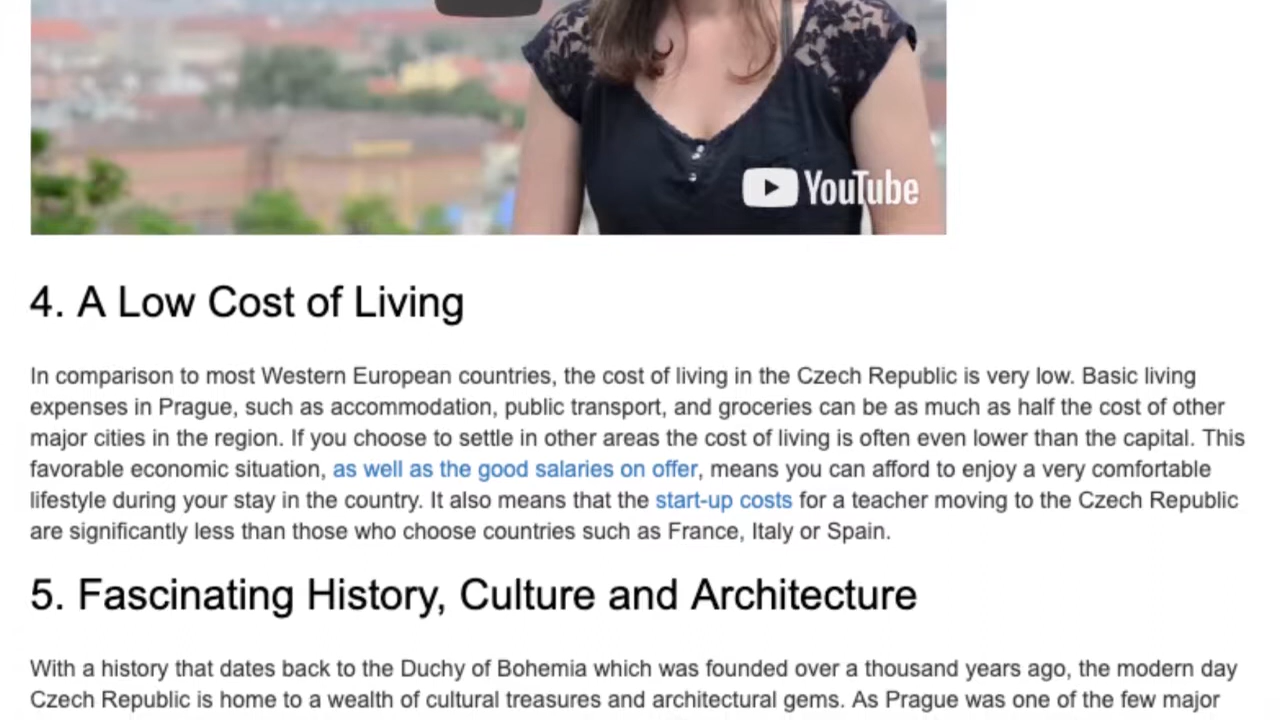 YouTube
4. A Low Cost of Living
In comparison to most Western European countries, the cost of living in the Czech Republic is very low. Basic living
expenses in Prague, such as accommodation, public transport, and groceries can be as much as half the cost of other
major cities in the region. If you choose to settle in other areas the cost of living is often even lower than the capital. This
favorable economic situation, as well as the good salaries on offer, means you can afford to enjoy a very comfortable
lifestyle during your stay in the country. It also means that the start-up costs for a teacher moving to the Czech Republic
are significantly less than those who choose countries such as France, Italy or Spain.
5. Fascinating History, Culture and Architecture
With a history that dates back to the Duchy of Bohemia which was founded over a thousand years ago, the modern day
Czech Republic is home to a wealth of cultural treasures and architectural gems. As Prague was one of the few major